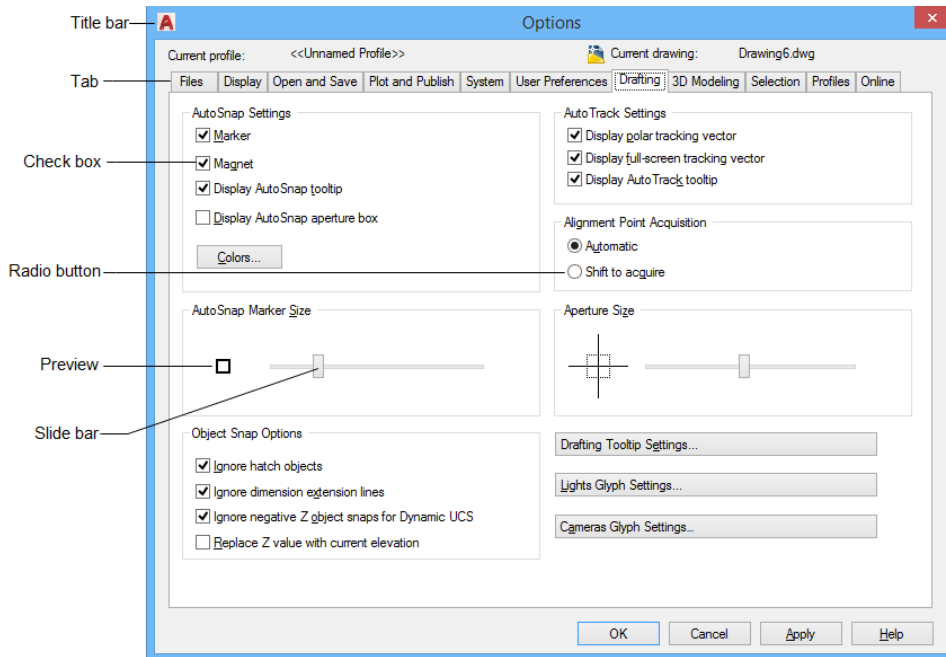 Title bar
A
Options
Current profile:
<<Unnamed Profile>>
Current drawing:
Drawing6.dwg
Tab
Files
Display
Open and Save
Plot and Publish
System
User Preferences
Drafting
3D Modeling
Selection
Profiles
Online
AutoSnap Settings
Marker
Check box
Magnet
Display AutoSnap tooltip
Display AutoSnap aperture box
Colors...
AutoTrack Settings
Display polar tracking vector
Display full-screen tracking vector
Display AutoTrack tooltip
Alignment Point Acquisition
Automatic
Radio button
Shift to acquire
AutoSnap Marker Size
Preview
Slide bar
Aperture Size
Object Snap Options
Ignore hatch objects
Ignore dimension extension lines
Ignore negative Z object snaps for Dynamic UCS
Replace Z value with current elevation
Drafting Tooltip Settings...
Lights Glyph Settings...
Cameras Glyph Settings...
OK
Cancel
Apply
Help